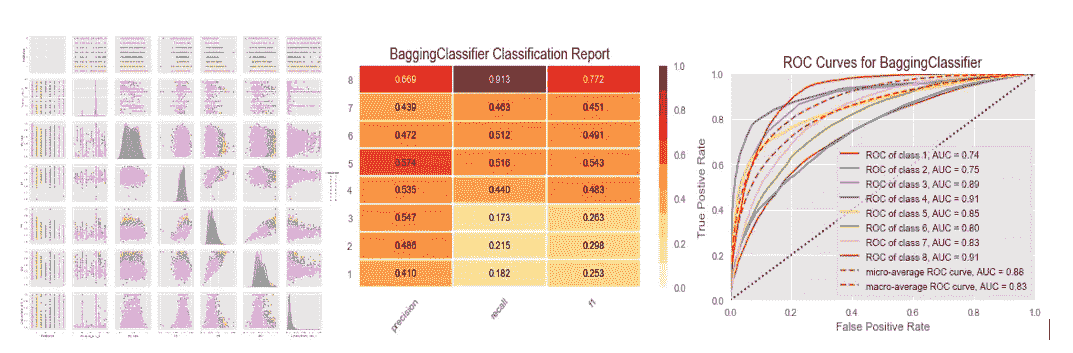 BaggingClassifier Classification Report
8 0.669 0.913 0.772
7 0.439 0.463 0.451
6 0.472 0.512 0.491
5 0.574 0.516 0.543
4 0.535 0.440 0.483
3 0.547 0.173 0.263
2 0.486 0.215 0.298
1 0.410 0.182 0.253
precision recall f1
1.0
0.8
0.6
0.4
0.2
0.0
ROC Curves for BaggingClassifier
True Positive Rate
1.0
0.8
0.6
0.4
0.2
0.0
ROC of class 1, AUC = 0.74
ROC of class 2, AUC = 0.75
ROC of class 3, AUC = 0.89
ROC of class 4, AUC = 0.91
ROC of class 5, AUC = 0.85
ROC of class 6, AUC = 0.80
ROC of class 7, AUC = 0.83
ROC of class 8, AUC = 0.91
micro-average ROC curve, AUC = 0.88
macro-average ROC curve, AUC = 0.83
0.0 0.2 0.4 0.6 0.8 1.0
False Positive Rate